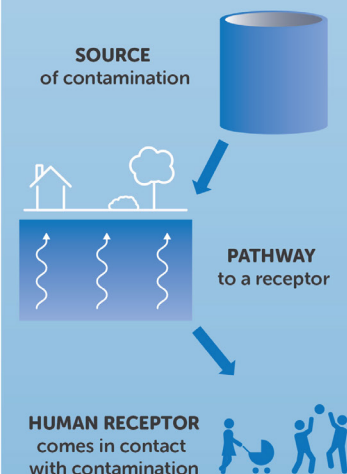 SOURCE
of contamination
PATHWAY
to a receptor
HUMAN RECEPTOR
comes in contact
with contamination